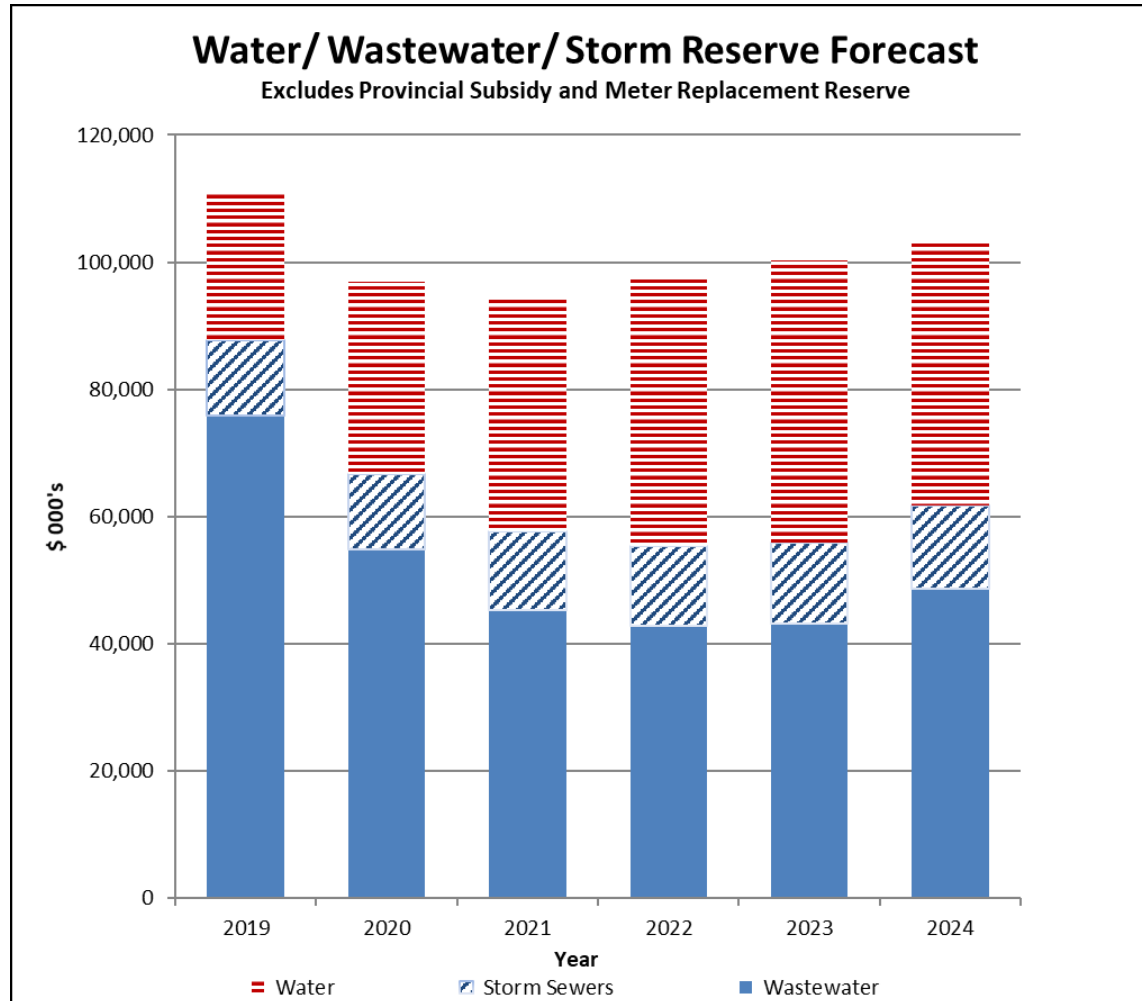 Water/ Wastewater/ Storm Reserve Forecast
Excludes Provincial Subsidy and Meter Replacement Reserve
120,000
100,000
80,000
60,000
40,000
20,000
0
$ 000's
2019 2020 2021 2022 2023 2024
Year
Water Storm Sewers Wastewater